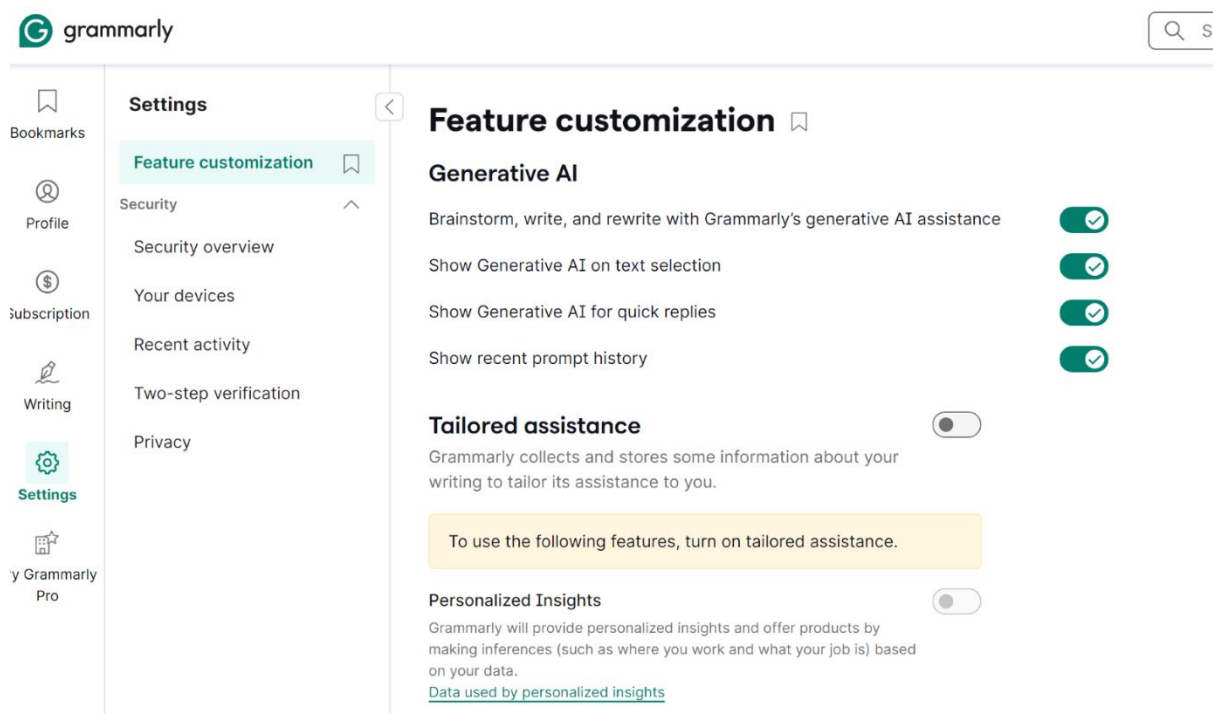 grammarly
S
Bookmarks
Profile
Subscription
Writing
Settings
y Grammarly
Pro
Settings
Feature customization
Security
Security overview
Your devices
Recent activity
Two-step verification
Privacy
Feature customization
Generative AI
Brainstorm, write, and rewrite with Grammarly's generative AI assistance
Show Generative AI on text selection
Show Generative AI for quick replies
Show recent prompt history
Tailored assistance
Grammarly collects and stores some information about your
writing to tailor its assistance to you.
To use the following features, turn on tailored assistance.
Personalized Insights
Grammarly will provide personalized insights and offer products by
making inferences (such as where you work and what your job is) based
on your data.
Data used by personalized insights